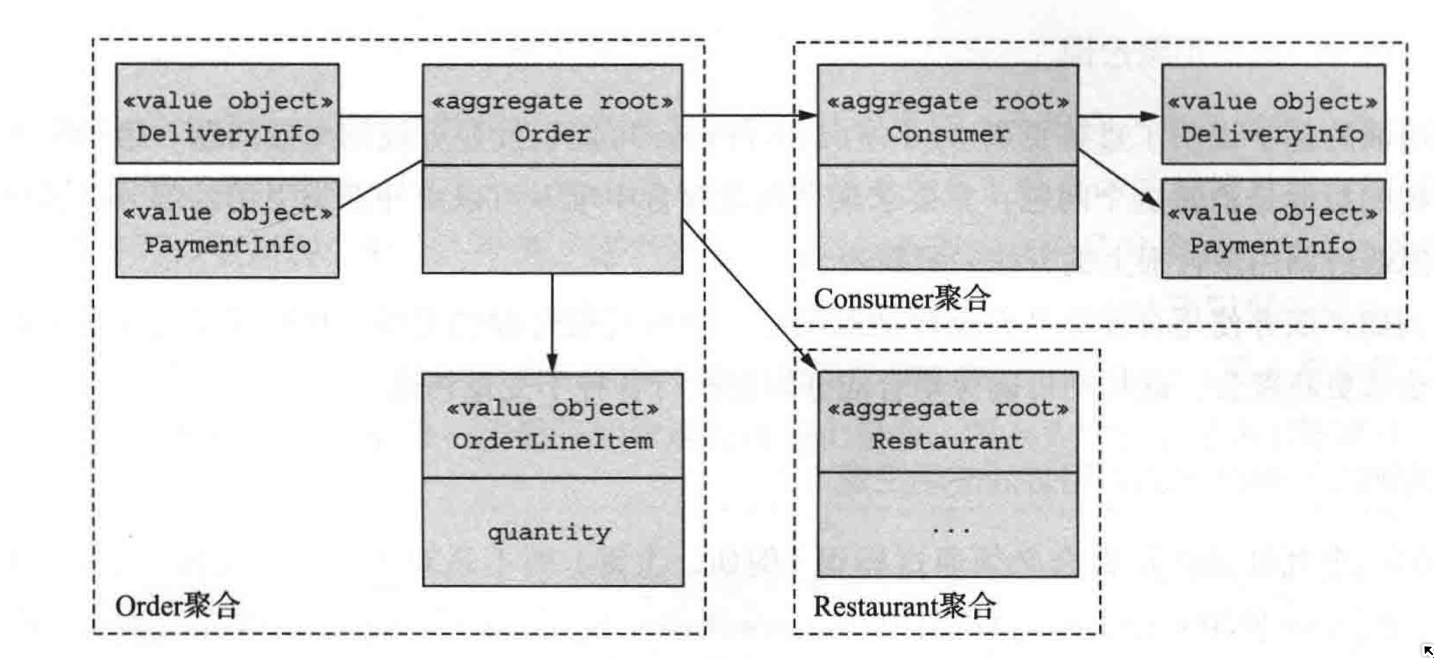 «value object»
DeliveryInfo
«value object»
PaymentInfo
«aggregate root»
Order
«value object»
OrderLineItem
quantity
Order聚合
«aggregate root»
Consumer
«value object»
DeliveryInfo
«value object»
PaymentInfo
Consumer聚合
«aggregate root»
Restaurant
...
Restaurant聚合